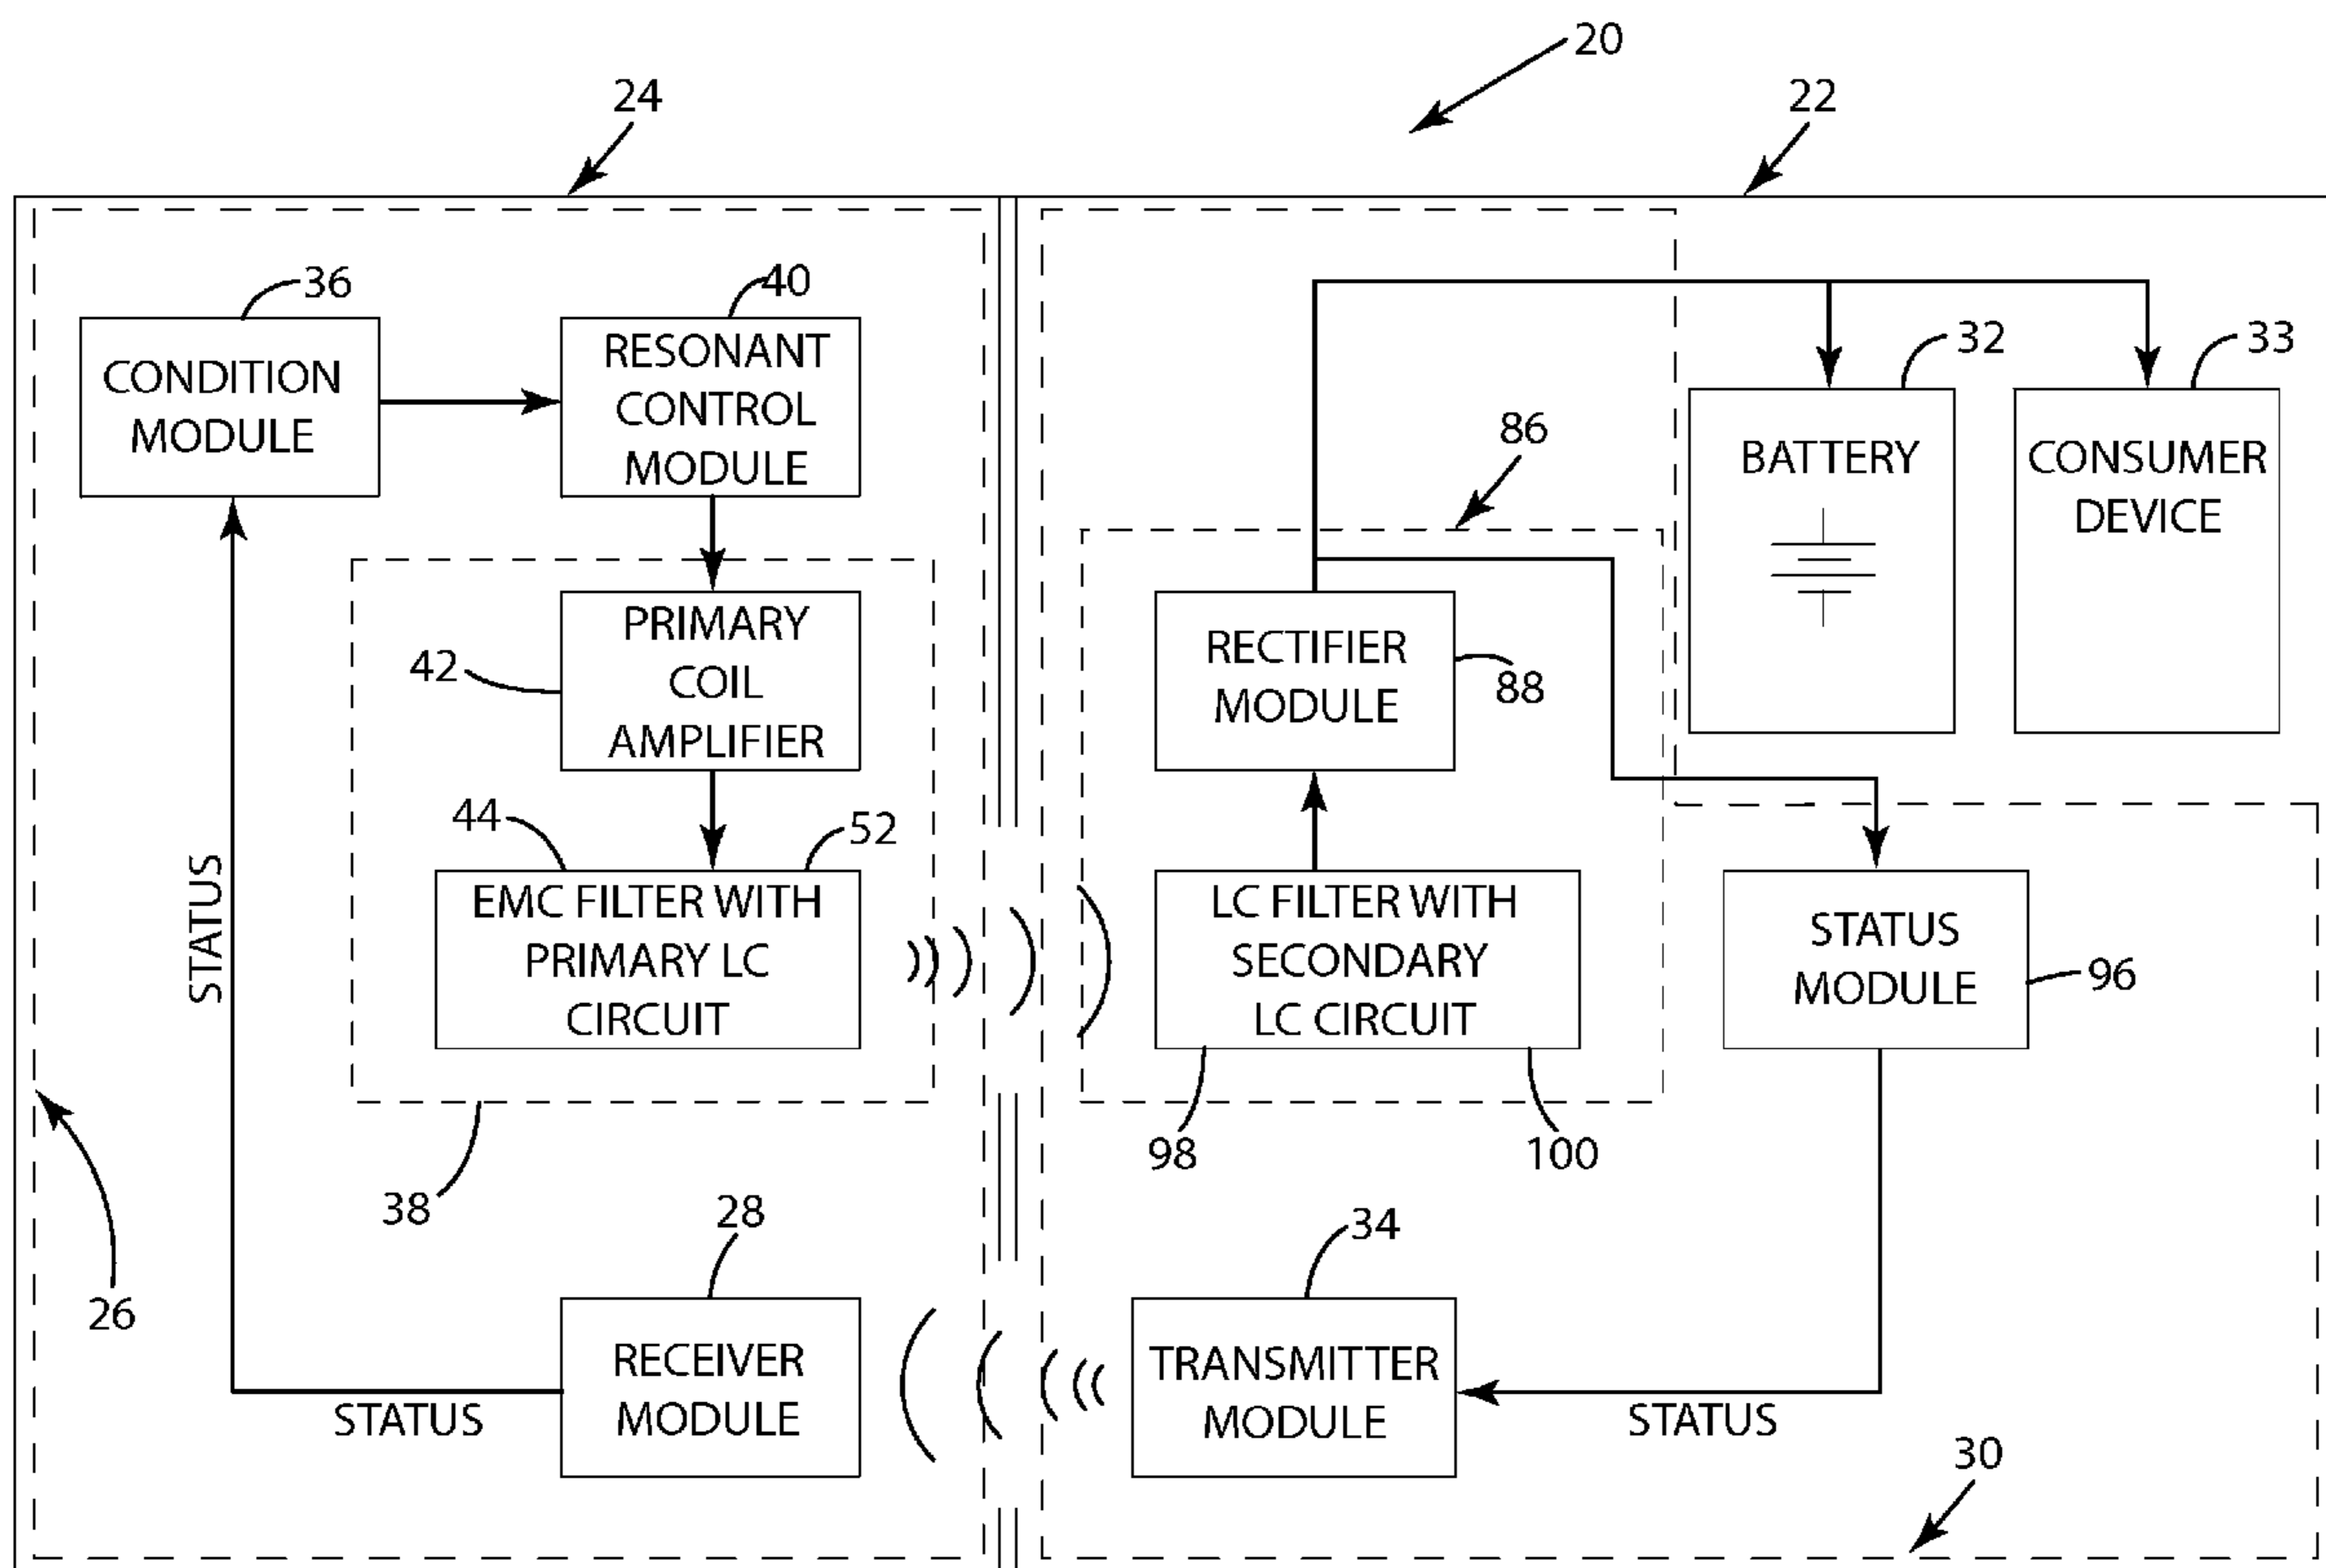 20
24
22
36
40
CONDITION
MODULE
RESONANT
CONTROL
MODULE
32
33
BATTERY
CONSUMER
DEVICE
86
PRIMARY
COIL
AMPLIFIER
42
RECTIFIER
MODULE
88
44
52
EMC FILTER WITH
PRIMARY LC
CIRCUIT
LC FILTER WITH
SECONDARY
LC CIRCUIT
STATUS
MODULE
96
STATUS
98
100
38
26
28
RECEIVER
MODULE
STATUS
34
TRANSMITTER
MODULE
STATUS
30